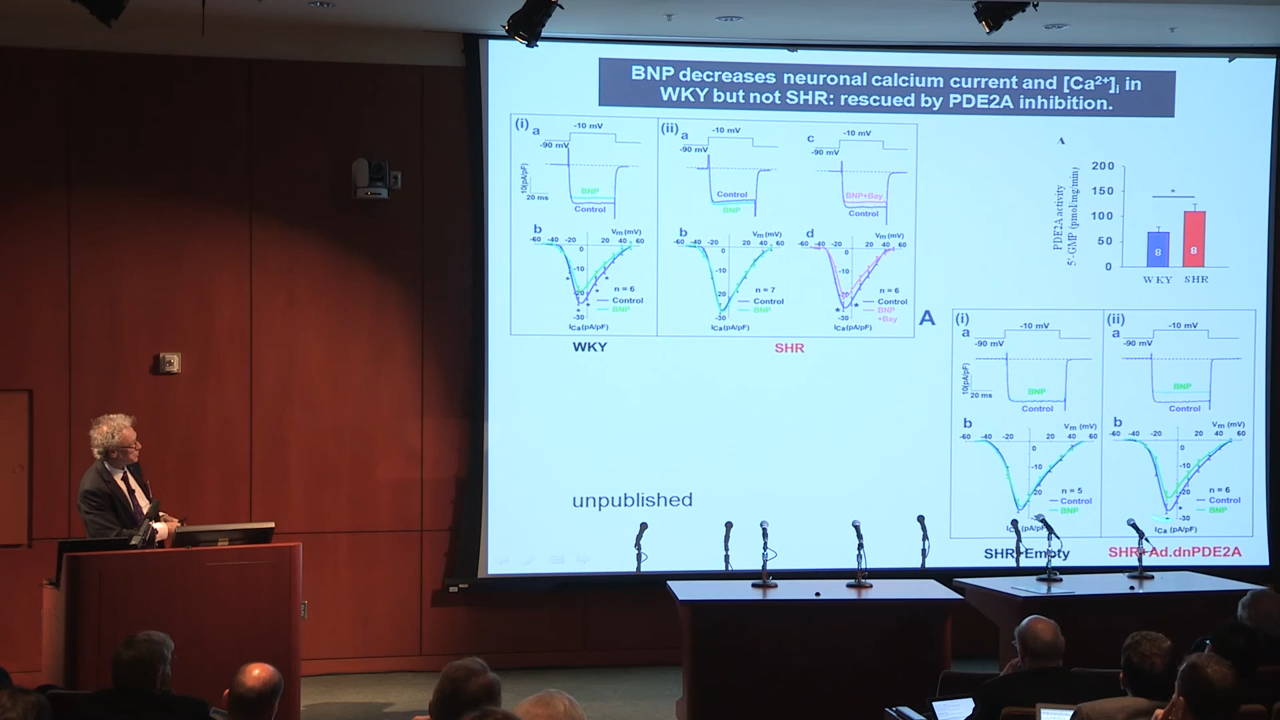 BNP decreases neuronal calcium current and [Ca²⁺]ᵢ in
WKY but not SHR: rescued by PDE2A inhibition.
(i)
a
-10 mV
-90 mV
10(pA/pF)
20 ms
BNP
Control
b
Vm (mV)
-60 -40 -20 0 20 40 60
-10
-20
-30
n = 6
Control
BNP
ICa (pA/pF)
WKY
(ii)
a
-10 mV
-90 mV
Control
BNP
b
Vm (mV)
-60 -40 -20 0 20 40 60
-10
-20
-30
n = 7
Control
BNP
ICa (pA/pF)
c
-10 mV
-90 mV
BNP+Bay
Control
d
Vm (mV)
-60 -40 -20 0 20 40 60
-10
-20
-30
n = 6
Control
BNP
+Bay
ICa (pA/pF)
SHR
A
PDE2A activity
5'-GMP (pmol/mg/min)
200
150
100
50
0
*
8
8
WKY SHR
A
(i)
a
-10 mV
-90 mV
10(pA/pF)
20 ms
BNP
Control
b
Vm (mV)
-60 -40 -20 0 20 40 60
-10
-20
n = 5
Control
BNP
SHR+Empty
(ii)
a
-10 mV
-90 mV
BNP
Control
b
Vm (mV)
-60 -40 -20 0 20 40 60
-10
-20
-30
n = 6
Control
BNP
ICa (pA/pF)
SHR+Ad.dnPDE2A
unpublished